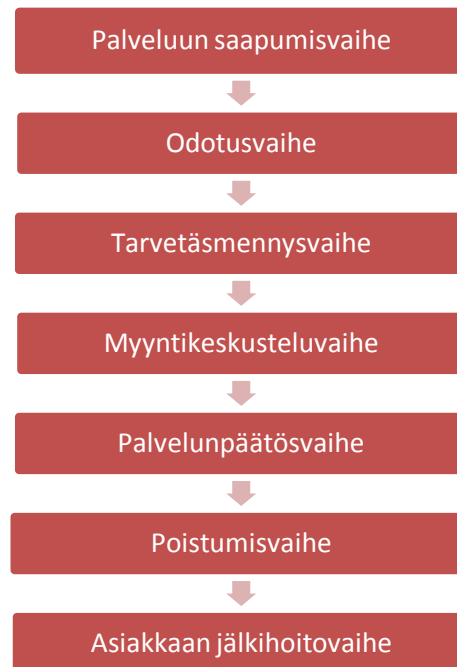 Palveluun saapumisvaihe
Odotusvaihe
Tarvetäsmennysvaihe
Myyntikeskusteluvaihe
Palvelunpäätösvaihe
Poistumisvaihe
Asiakkaan jälkihoitovaihe